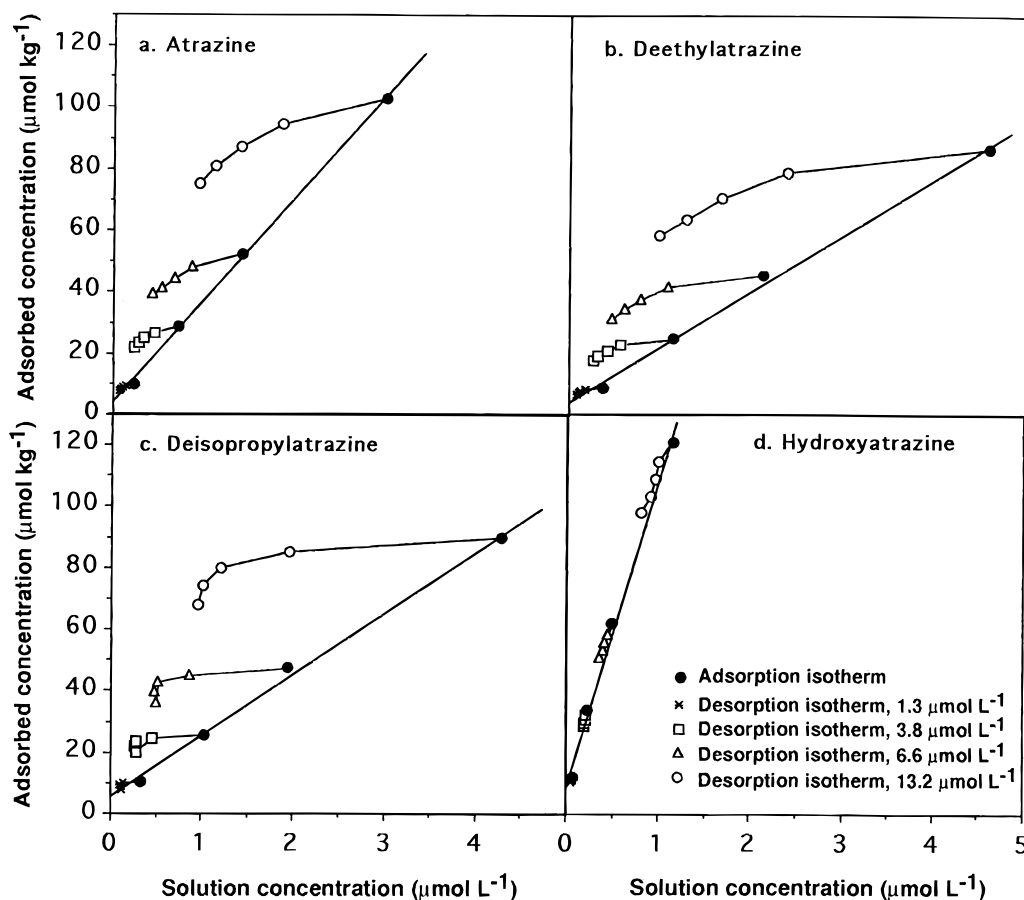 Adsorbed concentration (μmol kg⁻¹)
120
100
80
60
40
20
0
a. Atrazine
b. Deethylatrazine
Adsorbed concentration (μmol kg⁻¹)
120
100
80
60
40
20
0
c. Deisopropylatrazine
d. Hydroxyatrazine
Adsorption isotherm
Desorption isotherm, 1.3 μmol L⁻¹
Desorption isotherm, 3.8 μmol L⁻¹
Desorption isotherm, 6.6 μmol L⁻¹
Desorption isotherm, 13.2 μmol L⁻¹
0 1 2 3 4 0 1 2 3 4 5
Solution concentration (μmol L⁻¹) Solution concentration (μmol L⁻¹)